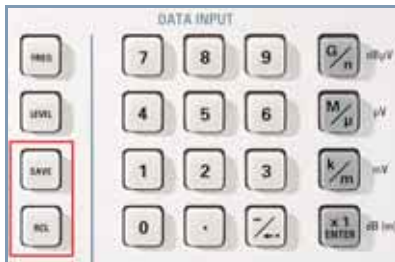 DATA INPUT
FREQ 7 8 9 G/n dBμV
LEVEL 4 5 6 M/μ μV
SAVE 1 2 3 k/m mV
RCL 0 . −/← x 1 ENTER dB (m)